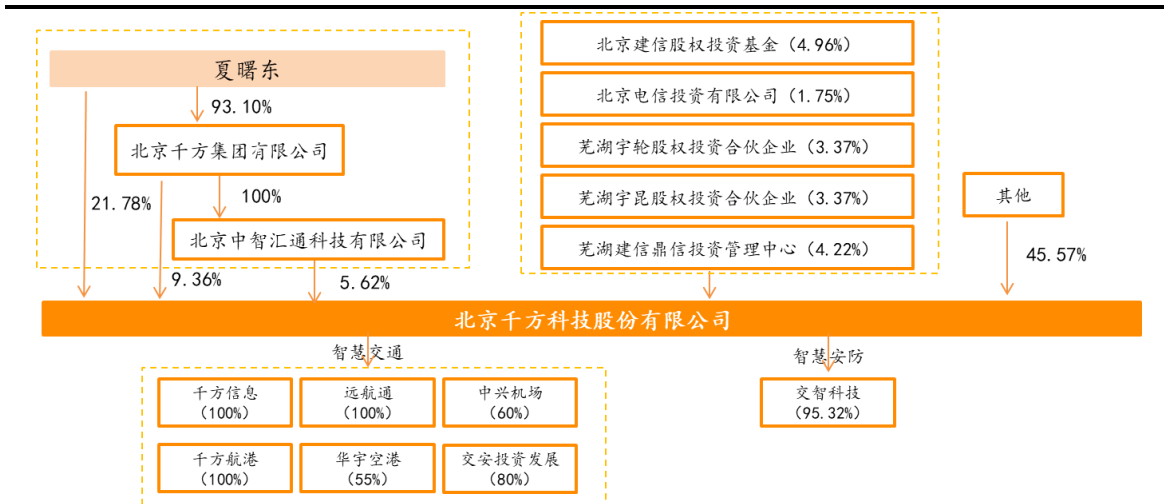 夏曙东
93.10%
北京千方集团有限公司
21.78%
100%
北京中智汇通科技有限公司
9.36%
5.62%
北京建信股权投资基金（4.96%）
北京电信投资有限公司（1.75%）
芜湖宇轮股权投资合伙企业（3.37%）
芜湖宇昆股权投资合伙企业（3.37%）
芜湖建信鼎信投资管理中心（4.22%）
其他
45.57%
北京千方科技股份有限公司
智慧交通
智慧安防
千方信息
（100%）
远航通
（100%）
中兴机场
（60%）
交智科技
（95.32%）
千方航港
（100%）
华宇空港
（55%）
交安投资发展
（80%）